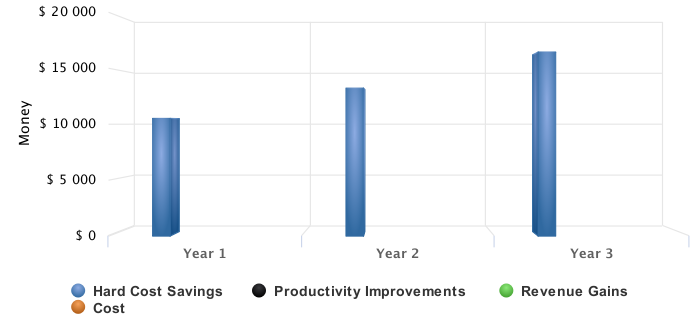 $ 20 000
$ 15 000
$ 10 000
$ 5 000
$ 0
Money
Year 1 Year 2 Year 3
Hard Cost Savings Productivity Improvements Revenue Gains
Cost